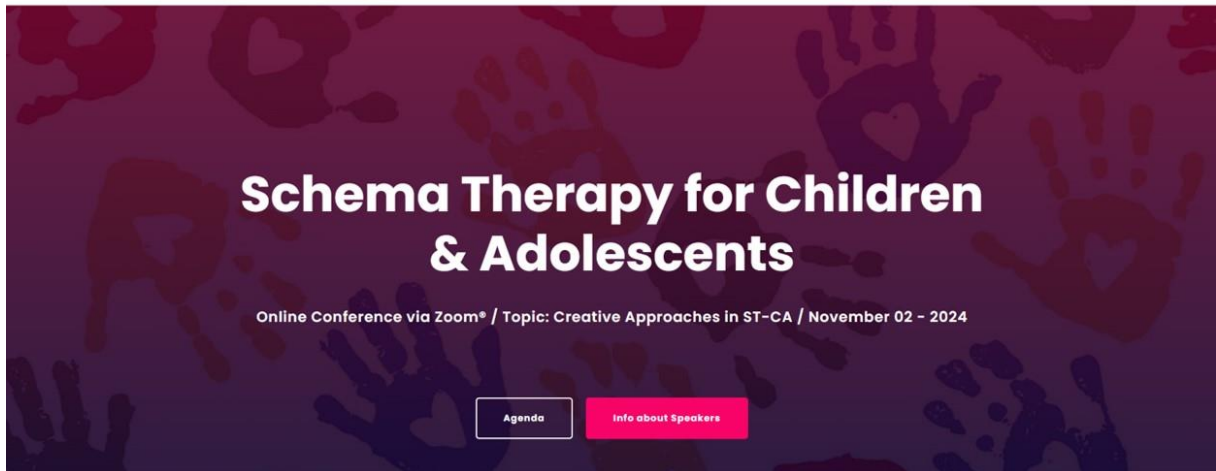 Schema Therapy for Children
& Adolescents
Online Conference via Zoom® / Topic: Creative Approaches in ST-CA / November 02 - 2024
Agenda
Info about Speakers